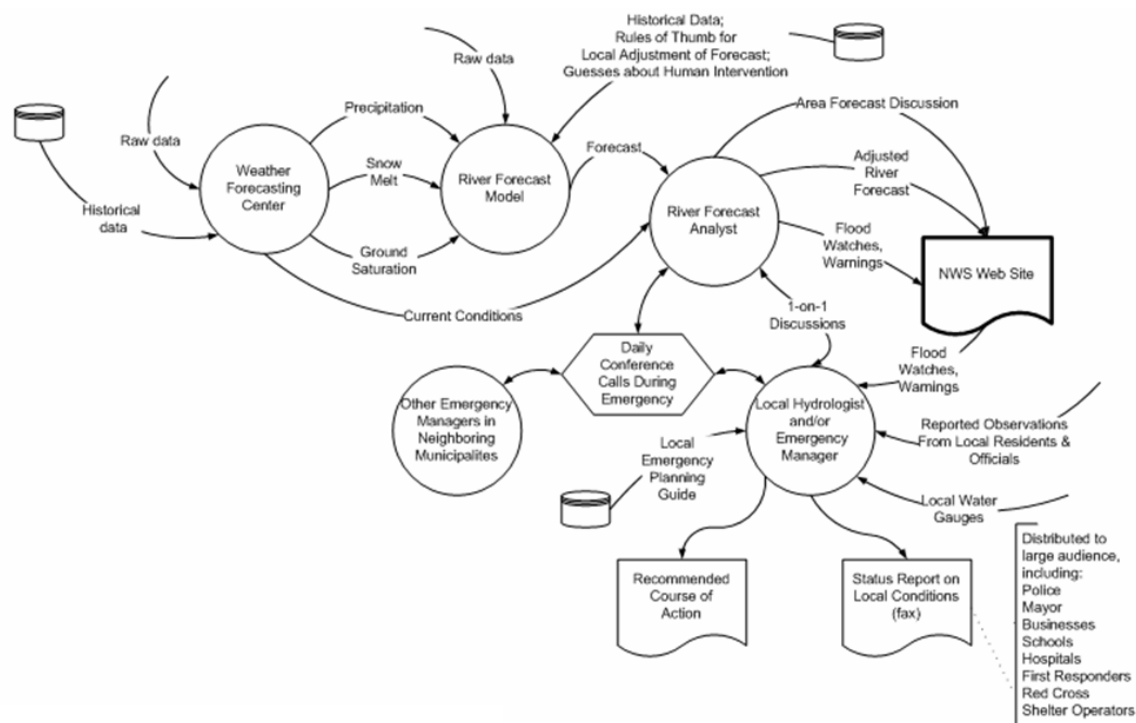 Historical Data;
Rules of Thumb for
Local Adjustment of Forecast;
Guesses about Human Intervention
Raw data
Raw data
Historical
data
Weather
Forecasting
Center
Precipitation
Snow
Melt
Ground
Saturation
River Forecast
Model
Forecast
River Forecast
Analyst
Area Forecast Discussion
Adjusted
River
Forecast
Flood
Watches,
Warnings
NWS Web Site
Current Conditions
1-on-1
Discussions
Flood
Watches,
Warnings
Daily
Conference
Calls During
Emergency
Other Emergency
Managers in
Neighboring
Municipalites
Local Hydrologist
and/or
Emergency
Manager
Reported Observations
From Local Residents &
Officials
Local
Emergency
Planning
Guide
Local Water
Gauges
Recommended
Course of
Action
Status Report on
Local Conditions
(fax)
Distributed to
large audience,
including:
Police
Mayor
Businesses
Schools
Hospitals
First Responders
Red Cross
Shelter Operators